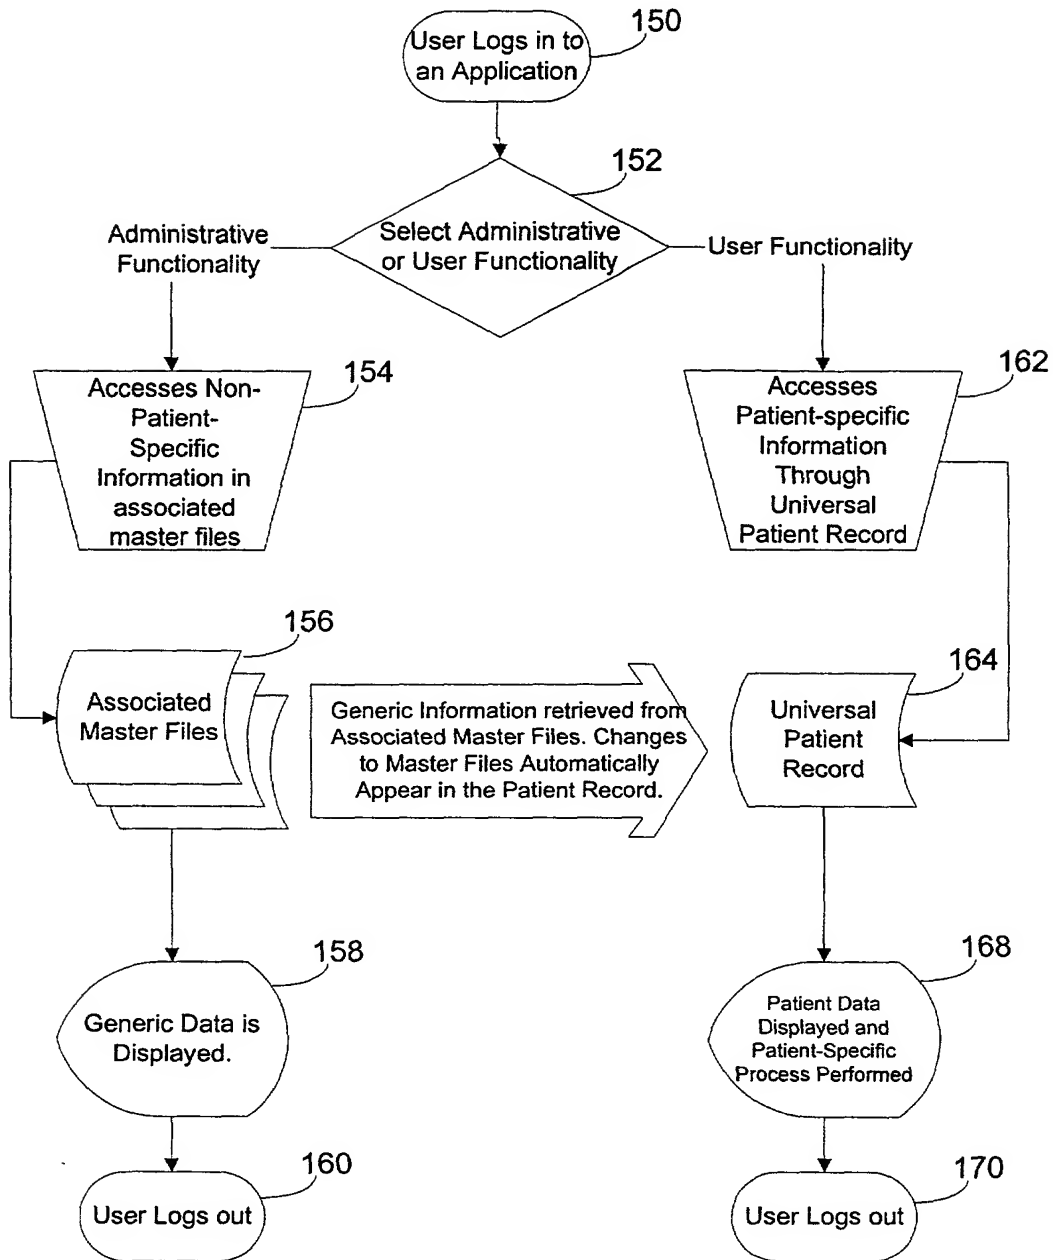 150
User Logs in to
an Application
152
Select Administrative
or User Functionality
Administrative
Functionality
User Functionality
154
Accesses Non-
Patient-
Specific
Information in
associated
master files
162
Accesses
Patient-specific
Information
Through
Universal
Patient Record
156
Associated
Master Files
Generic Information retrieved from
Associated Master Files. Changes
to Master Files Automatically
Appear in the Patient Record.
164
Universal
Patient
Record
158
Generic Data is
Displayed.
168
Patient Data
Displayed and
Patient-Specific
Process Performed
160
User Logs out
170
User Logs out